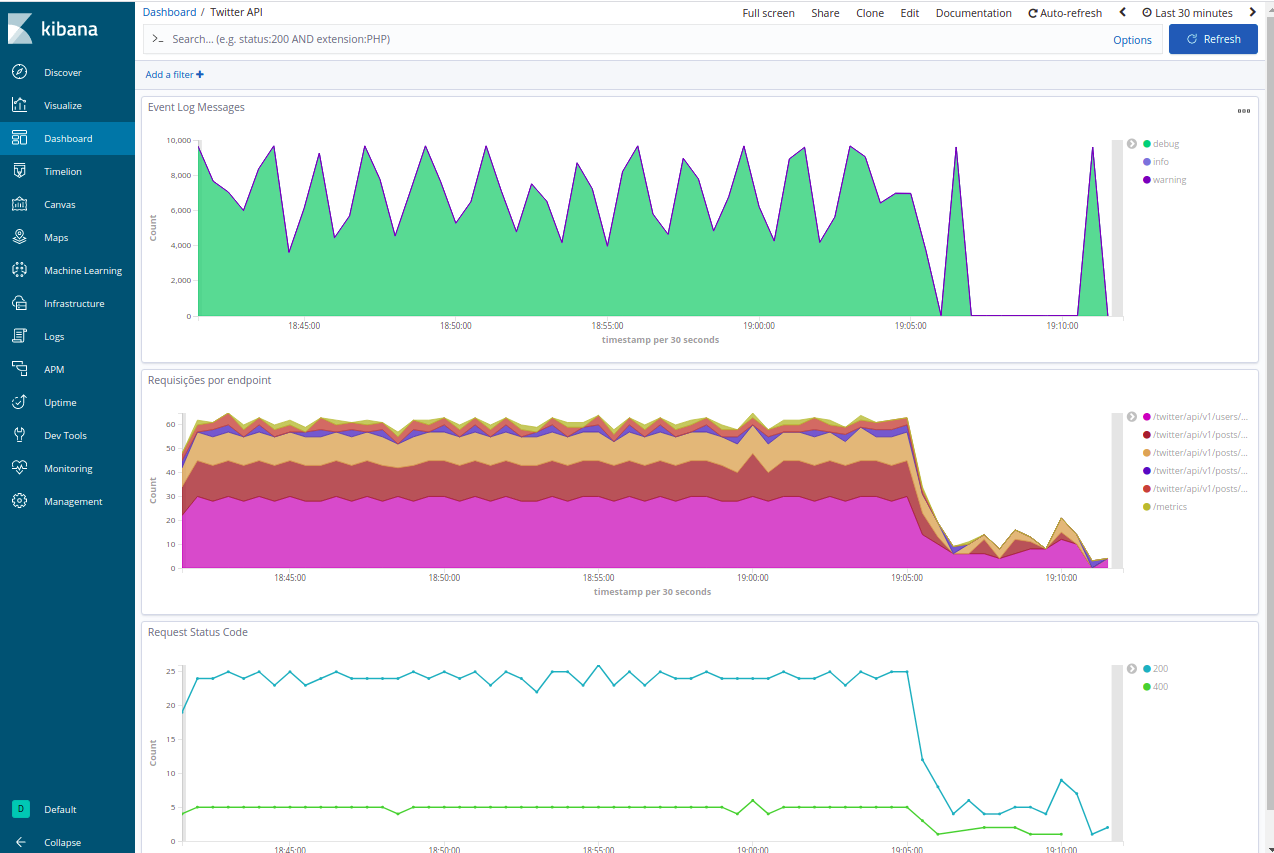 kibana
Discover
Visualize
Dashboard
Timelion
Canvas
Maps
Machine Learning
Infrastructure
Logs
APM
Uptime
Dev Tools
Monitoring
Management
D Default
Collapse
Dashboard / Twitter API
Full screen Share Clone Edit Documentation Auto-refresh Last 30 minutes
>_ Search... (e.g. status:200 AND extension:PHP) Options Refresh
Add a filter +
Event Log Messages
10,000
8,000
6,000
4,000
2,000
0
Count
18:45:00 18:50:00 18:55:00 19:00:00 19:05:00 19:10:00
timestamp per 30 seconds
debug
info
warning
Requisições por endpoint
60
50
40
30
20
10
0
Count
18:45:00 18:50:00 18:55:00 19:00:00 19:05:00 19:10:00
timestamp per 30 seconds
/twitter/api/v1/users/...
/twitter/api/v1/posts/...
/twitter/api/v1/posts/...
/twitter/api/v1/posts/...
/twitter/api/v1/posts/...
/metrics
Request Status Code
25
20
15
10
5
0
Count
18:45:00 18:50:00 18:55:00 19:00:00 19:05:00 19:10:00
200
400